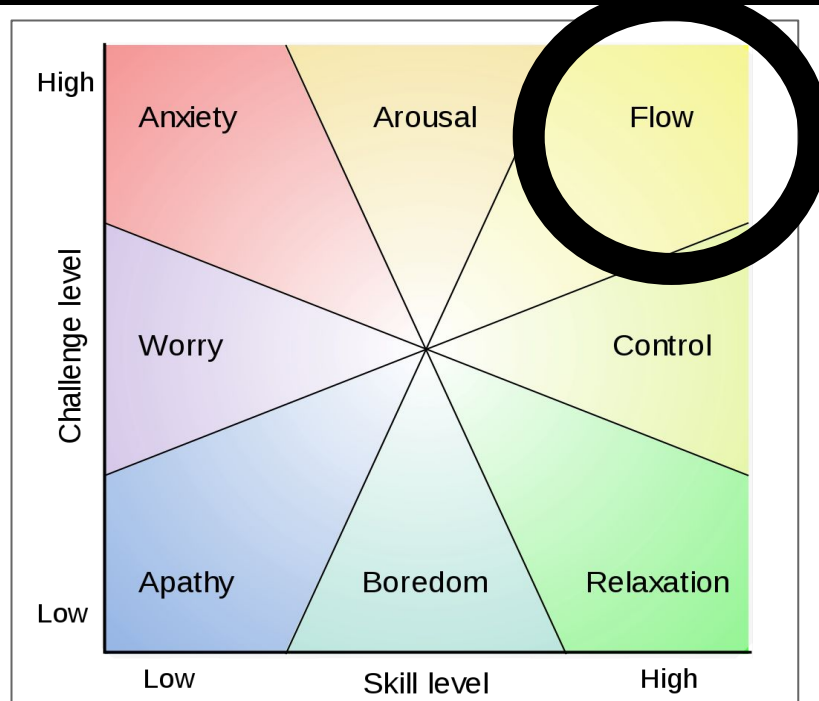 High
Anxiety Arousal Flow
Challenge level
Worry Control
Apathy Boredom Relaxation
Low
Low Skill level High